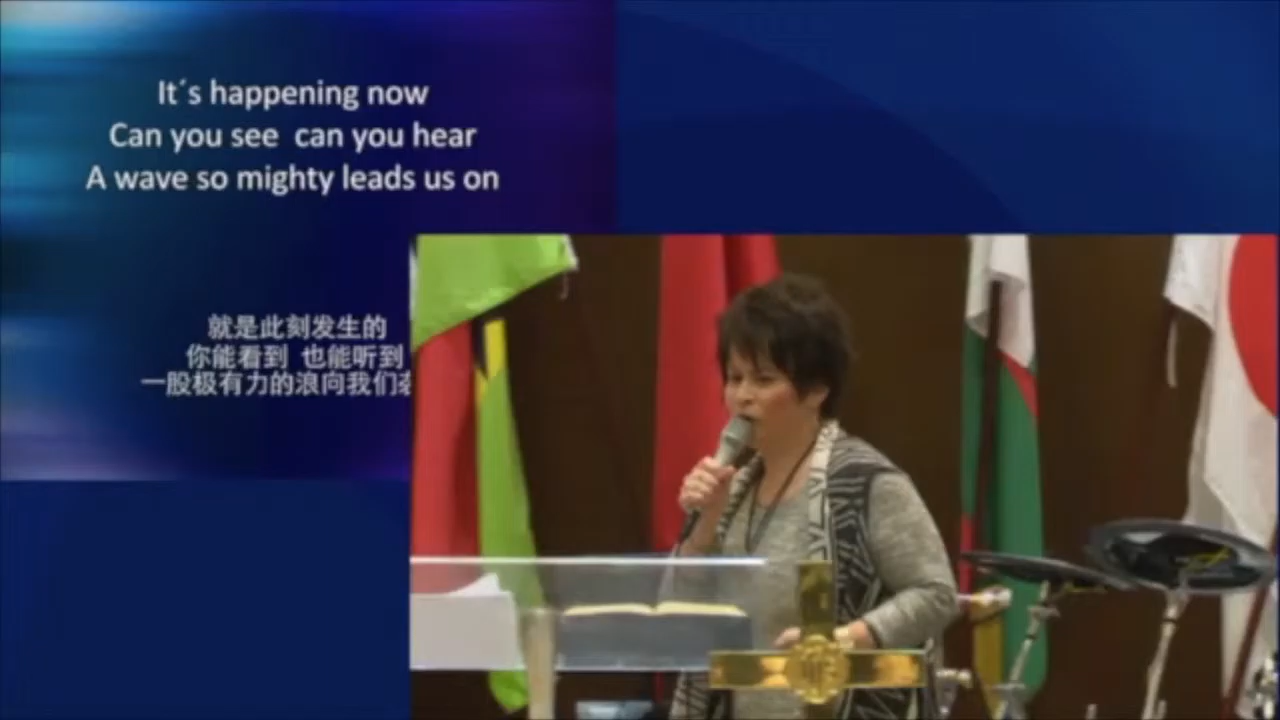 It´s happening now
Can you see can you hear
A wave so mighty leads us on
就是此刻发生的
你能看到 也能听到
一股极有力的浪向我们